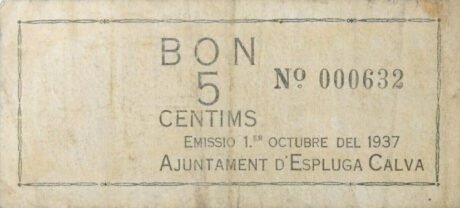 BON
5
Nº 000632
CENTIMS
EMISSIO 1.ER OCTUBRE DEL 1937
AJUNTAMENT D'ESPLUGA CALVA